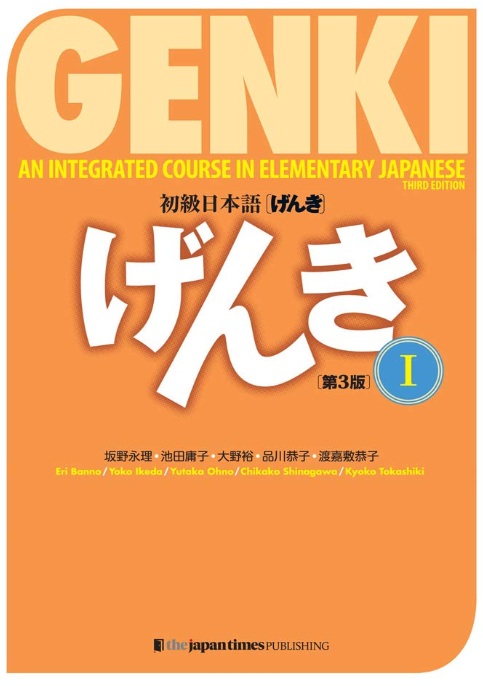 GENKI
AN INTEGRATED COURSE IN ELEMENTARY JAPANESE
THIRD EDITION
初級日本語［げんき］
げんき
I
［第3版］
坂野永理・池田庸子・大野裕・品川恭子・渡嘉敷恭子
Eri Banno/Yoko Ikeda/Yutaka Ohno/Chikako Shinagawa/Kyoko Tokashiki
the japan times PUBLISHING